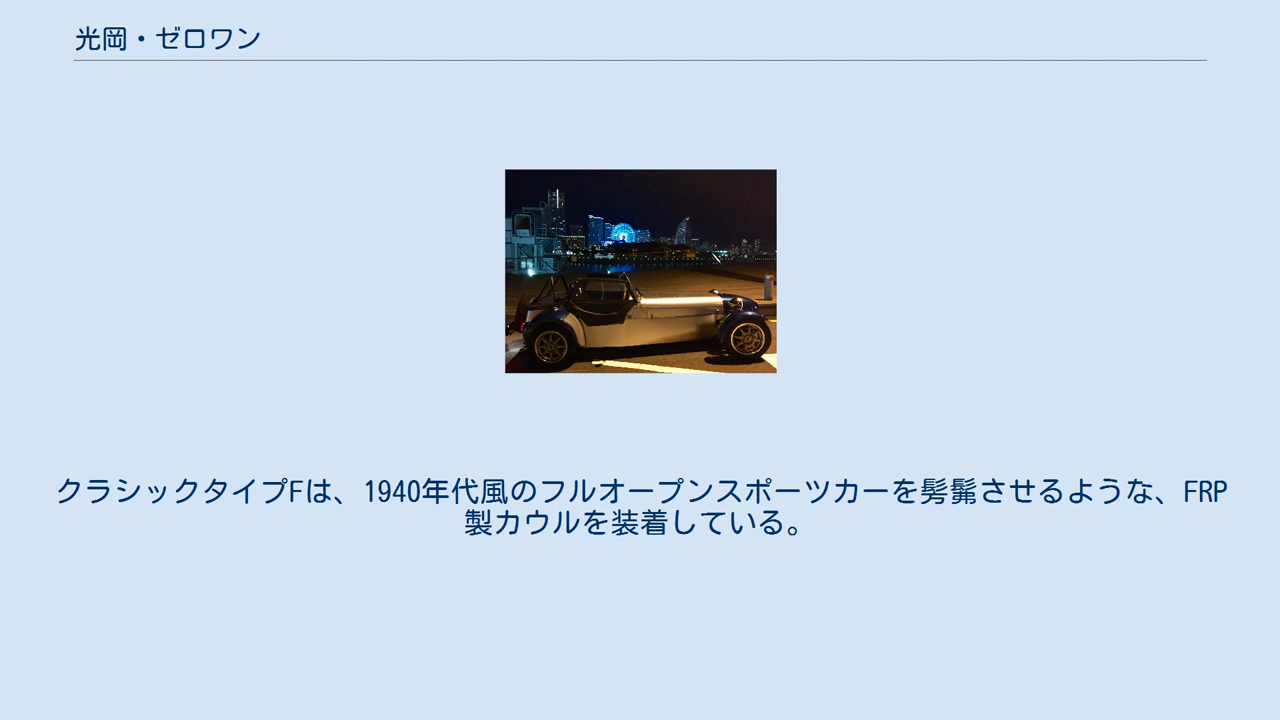 光岡・ゼロワン
クラシックタイプFは、1940年代風のフルオープンスポーツカーを髣髴させるような、FRP
製カウルを装着している。